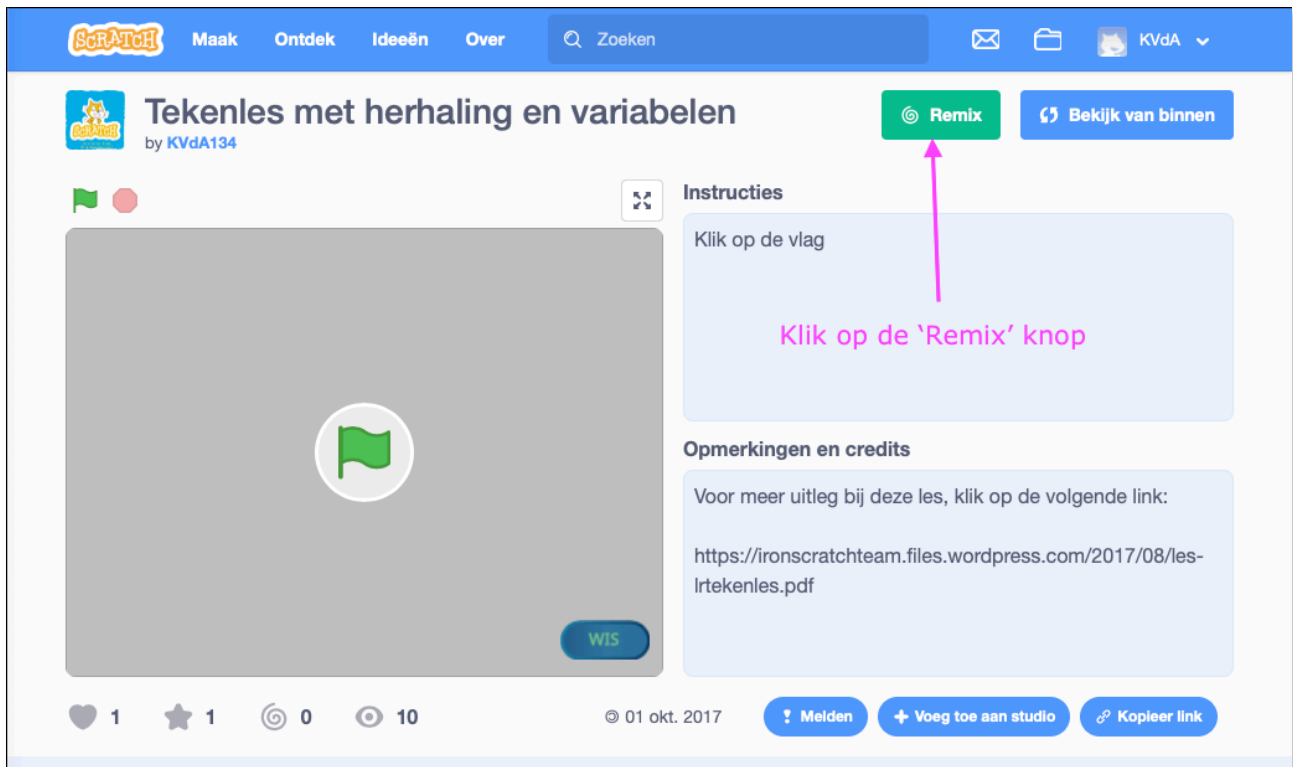 SCRATCH Maak Ontdek Ideeën Over Zoeken KVdA
Tekenles met herhaling en variabelen
by KVdA134
Remix Bekijk van binnen
SCRATCH
Instructies
Klik op de vlag
Klik op de ‘Remix’ knop
Opmerkingen en credits
Voor meer uitleg bij deze les, klik op de volgende link:
https://ironscratchteam.files.wordpress.com/2017/08/les-
lrtekenles.pdf
WIS
1 1 0 10 © 01 okt. 2017 Melden + Voeg toe aan studio Kopieer link